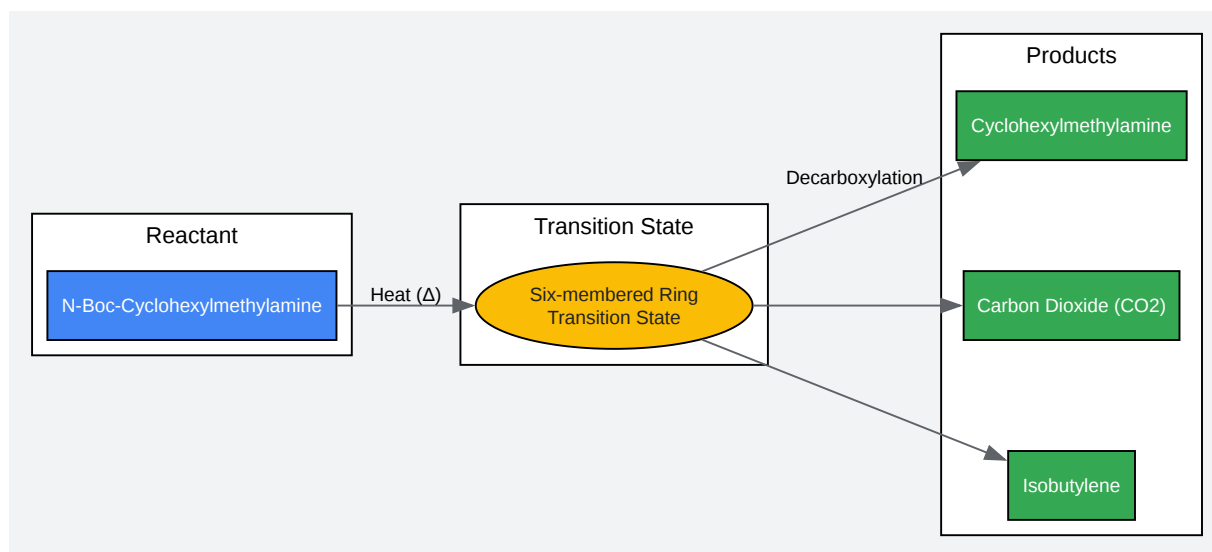 Reactant
N-Boc-Cyclohexylmethylamine
Heat (Δ)
Transition State
Six-membered Ring
Transition State
Decarboxylation
Products
Cyclohexylmethylamine
Carbon Dioxide (CO2)
Isobutylene